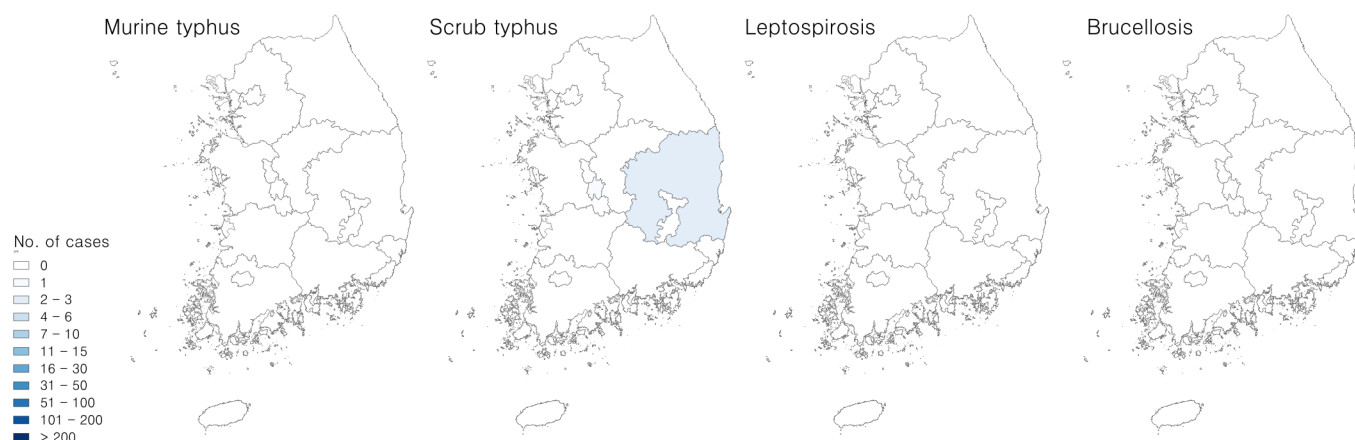 Murine typhus
Scrub typhus
Leptospirosis
Brucellosis
No. of cases
0
1
2 – 3
4 – 6
7 – 10
11 – 15
16 – 30
31 – 50
51 – 100
101 – 200
> 200